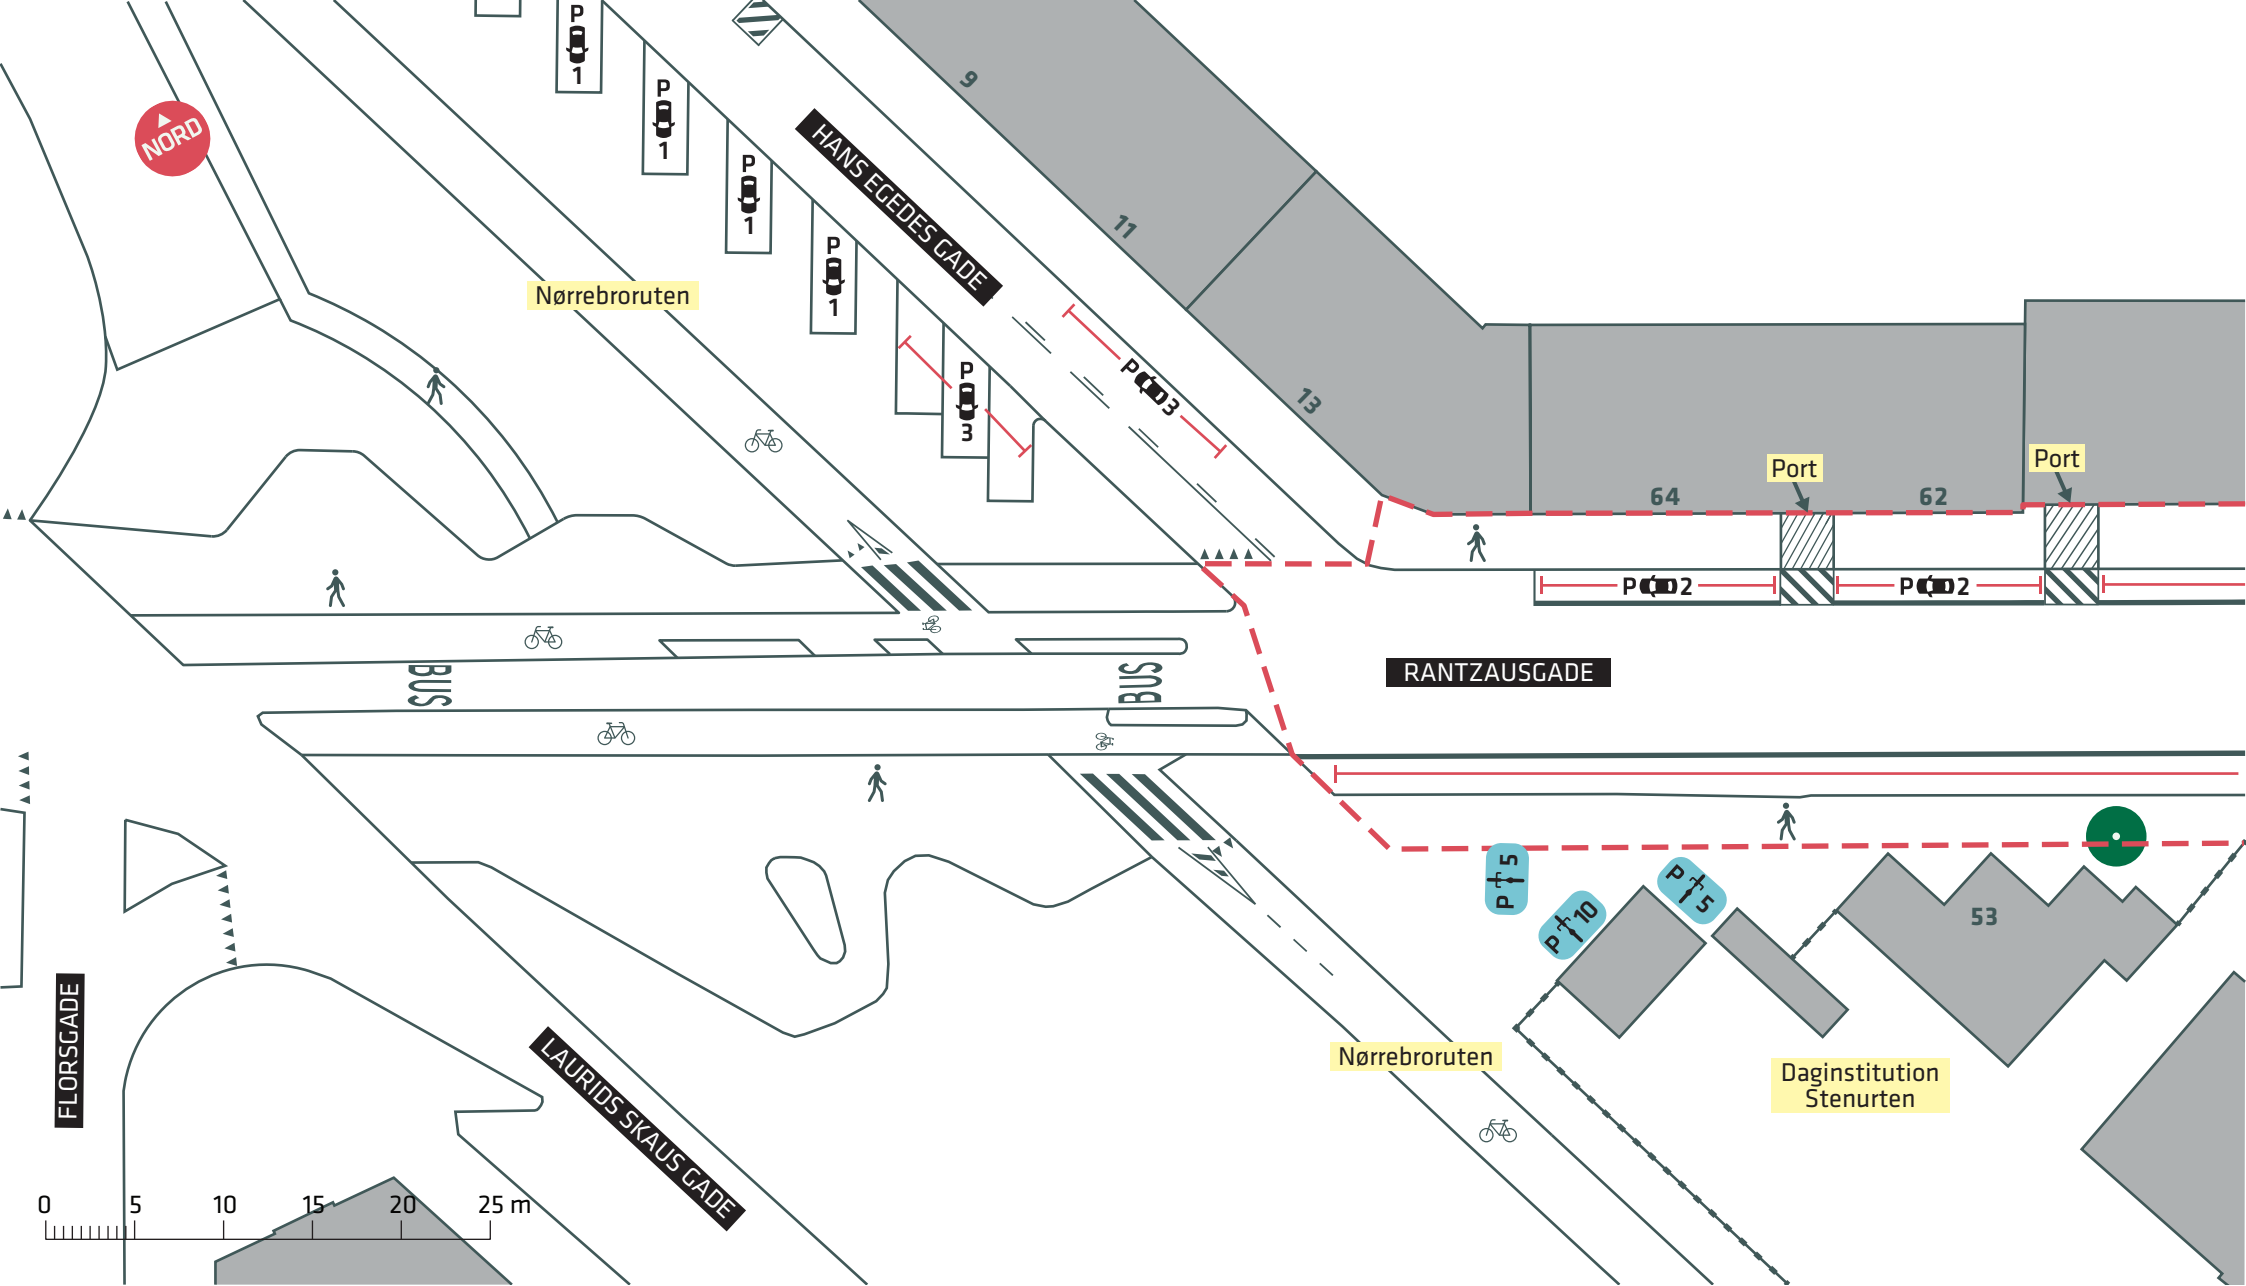 P
1
P
1
P
1
P
1
P
3
9
11
13
NORD
HANS EGEDES GADE
Nørrebroruten
P 3
Port
Port
64
62
P 2
P 2
RANTZAUSGADE
BUS
BUS
P 5
P 10
P 5
53
FLORSGADE
LAURIDS SKAUS GADE
Nørrebroruten
Daginstitution
Stenurten
0 5 10 15 20 25 m